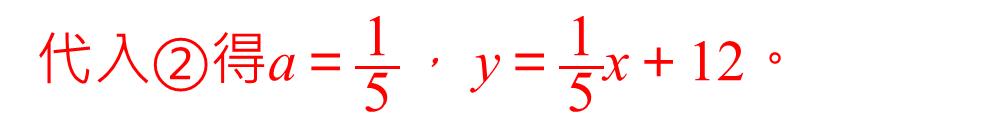 代入②得a = 1/5 ，y = 1/5x + 12。